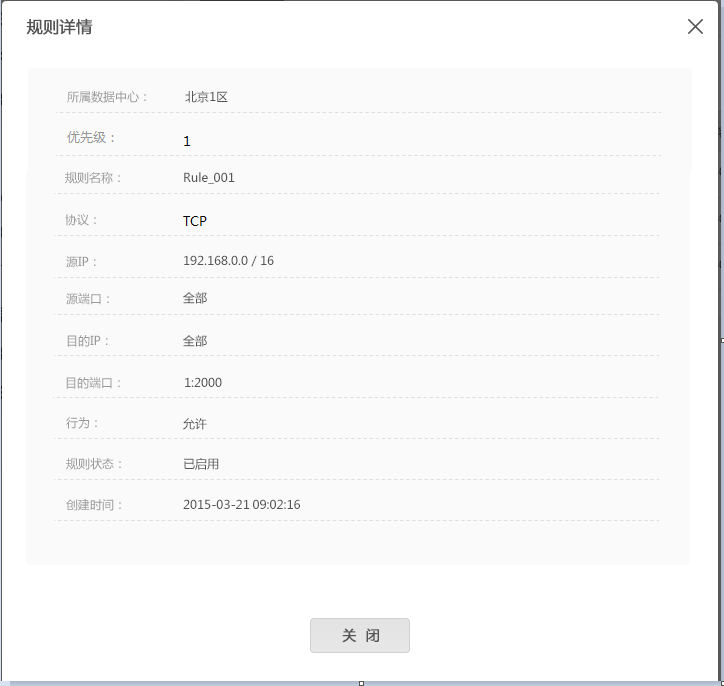 规则详情
所属数据中心： 北京1区
优先级： 1
规则名称： Rule_001
协议： TCP
源IP： 192.168.0.0 / 16
源端口： 全部
目的IP： 全部
目的端口： 1:2000
行为： 允许
规则状态： 已启用
创建时间： 2015-03-21 09:02:16
关 闭